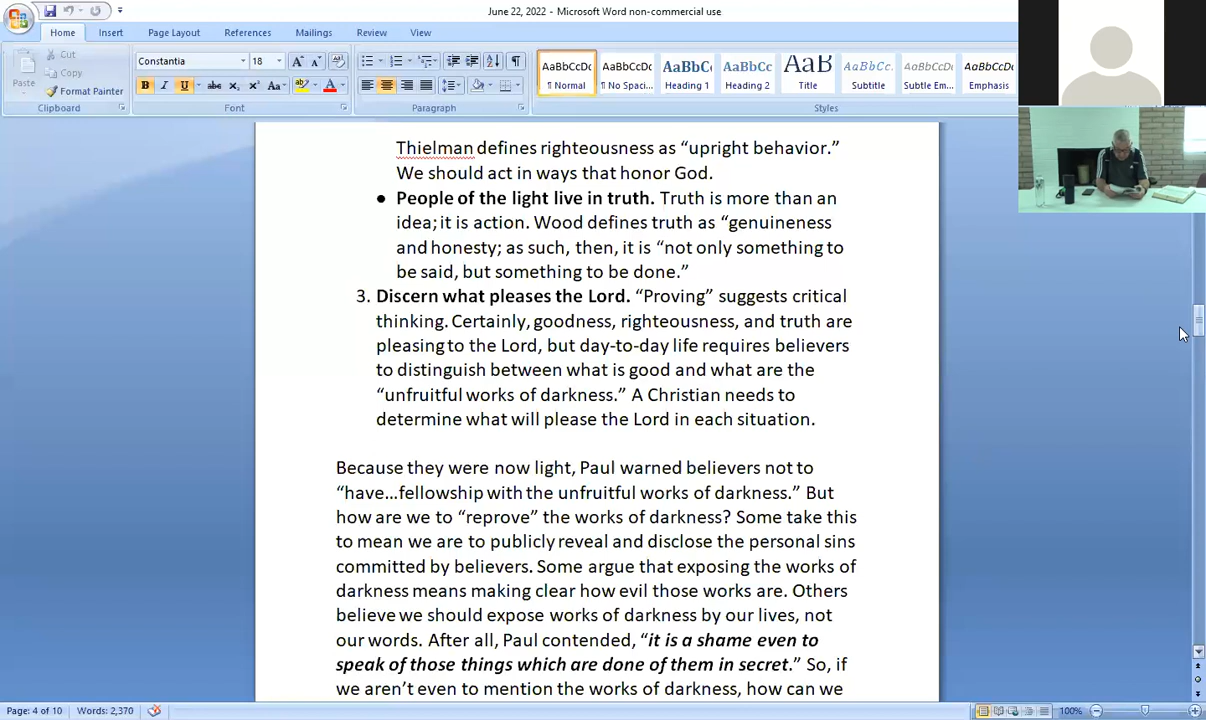 June 22, 2022 - Microsoft Word non-commercial use
Home Insert Page Layout References Mailings Review View
Paste Cut Copy Format Painter
Constantia 18
B I U abc x₂ x² Aa A
AaBbCcDc AaBbCcDc AaBbCc AaBbCc AaB AaBbCc. AaBbCcDc AaBbCcDc
¶ Normal ¶ No Spaci... Heading 1 Heading 2 Title Subtitle Subtle Em... Emphasis
Clipboard Font Paragraph Styles
Thielman defines righteousness as “upright behavior.”
We should act in ways that honor God.
● People of the light live in truth. Truth is more than an
idea; it is action. Wood defines truth as “genuineness
and honesty; as such, then, it is “not only something to
be said, but something to be done.”
3. Discern what pleases the Lord. “Proving” suggests critical
thinking. Certainly, goodness, righteousness, and truth are
pleasing to the Lord, but day-to-day life requires believers
to distinguish between what is good and what are the
“unfruitful works of darkness.” A Christian needs to
determine what will please the Lord in each situation.
Because they were now light, Paul warned believers not to
“have…fellowship with the unfruitful works of darkness.” But
how are we to “reprove” the works of darkness? Some take this
to mean we are to publicly reveal and disclose the personal sins
committed by believers. Some argue that exposing the works of
darkness means making clear how evil those works are. Others
believe we should expose works of darkness by our lives, not
our words. After all, Paul contended, “it is a shame even to
speak of those things which are done of them in secret.” So, if
we aren’t even to mention the works of darkness, how can we
Page: 4 of 10 Words: 2,370 100%